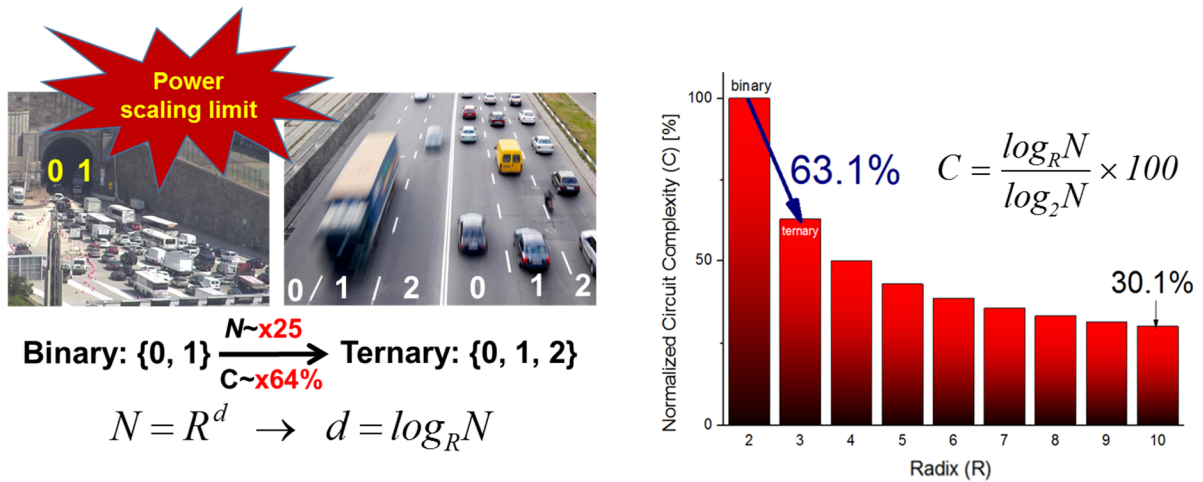 Power
scaling limit
0 1
0 1 2 0 1 2
N~x25
Binary: {0, 1} Ternary: {0, 1, 2}
C~x64%
N = R^d → d = log_R N
Normalized Circuit Complexity (C) [%]
100
50
0
binary
63.1%
ternary
C = log_R N / log_2 N × 100
30.1%
2 3 4 5 6 7 8 9 10
Radix (R)